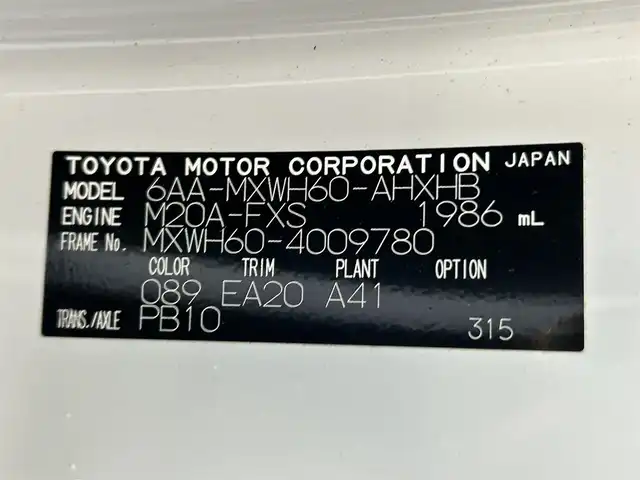 TOYOTA MOTOR CORPORATION JAPAN
MODEL 6AA-MXWH60-AHXHB
ENGINE M20A-FXS 1986 mL
FRAME No. MXWH60-4009780
COLOR TRIM PLANT OPTION
089 EA20 A41
TRANS./AXLE PB10 315